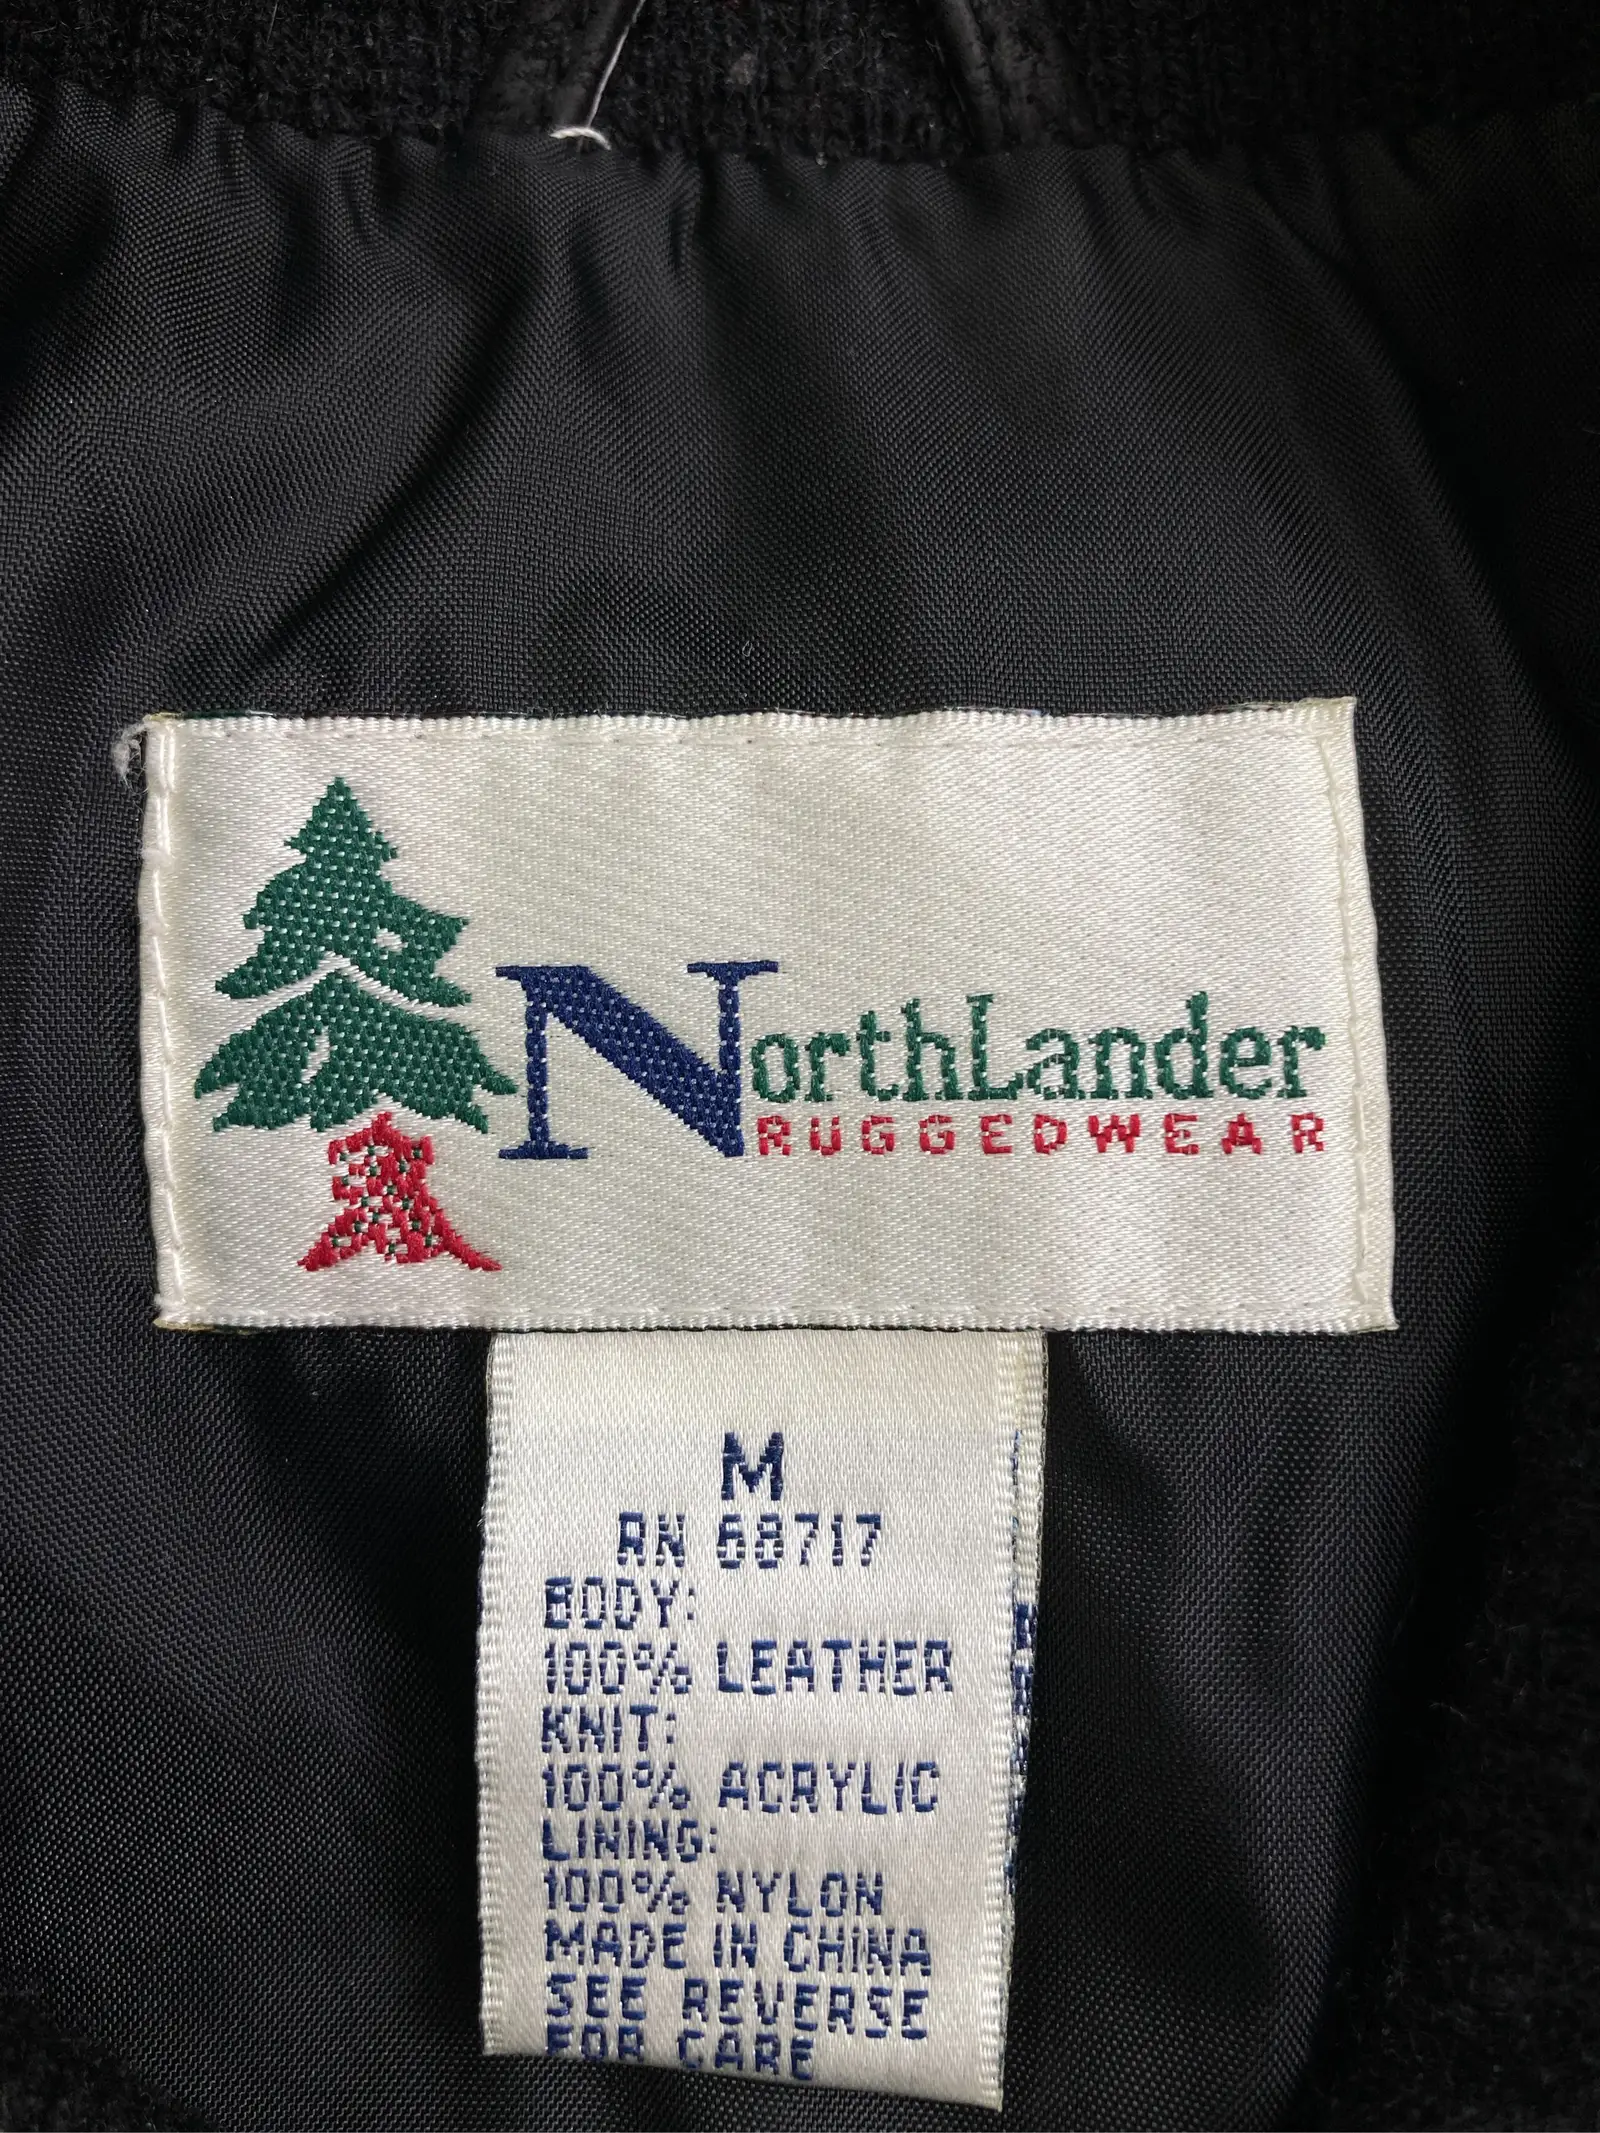 NorthLander
RUGGEDWEAR
M
RN 68717
BODY:
100% LEATHER
KNIT:
100% ACRYLIC
LINING:
100% NYLON
MADE IN CHINA
SEE REVERSE
FOR CARE